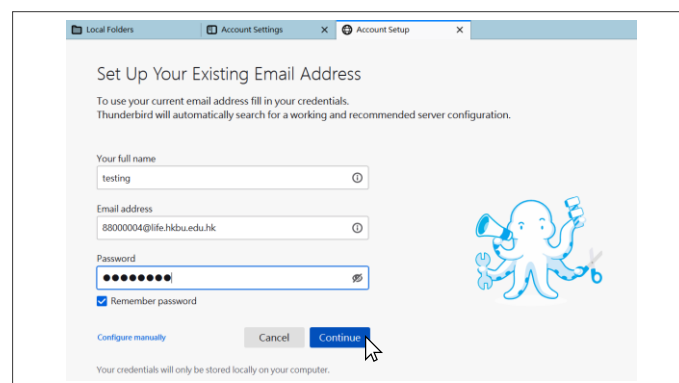 Local Folders Account Settings Account Setup
Set Up Your Existing Email Address
To use your current email address fill in your credentials.
Thunderbird will automatically search for a working and recommended server configuration.
Your full name
testing
Email address
88000004@life.hkbu.edu.hk
Password
●●●●●●●●
Remember password
Configure manually Cancel Continue
Your credentials will only be stored locally on your computer.